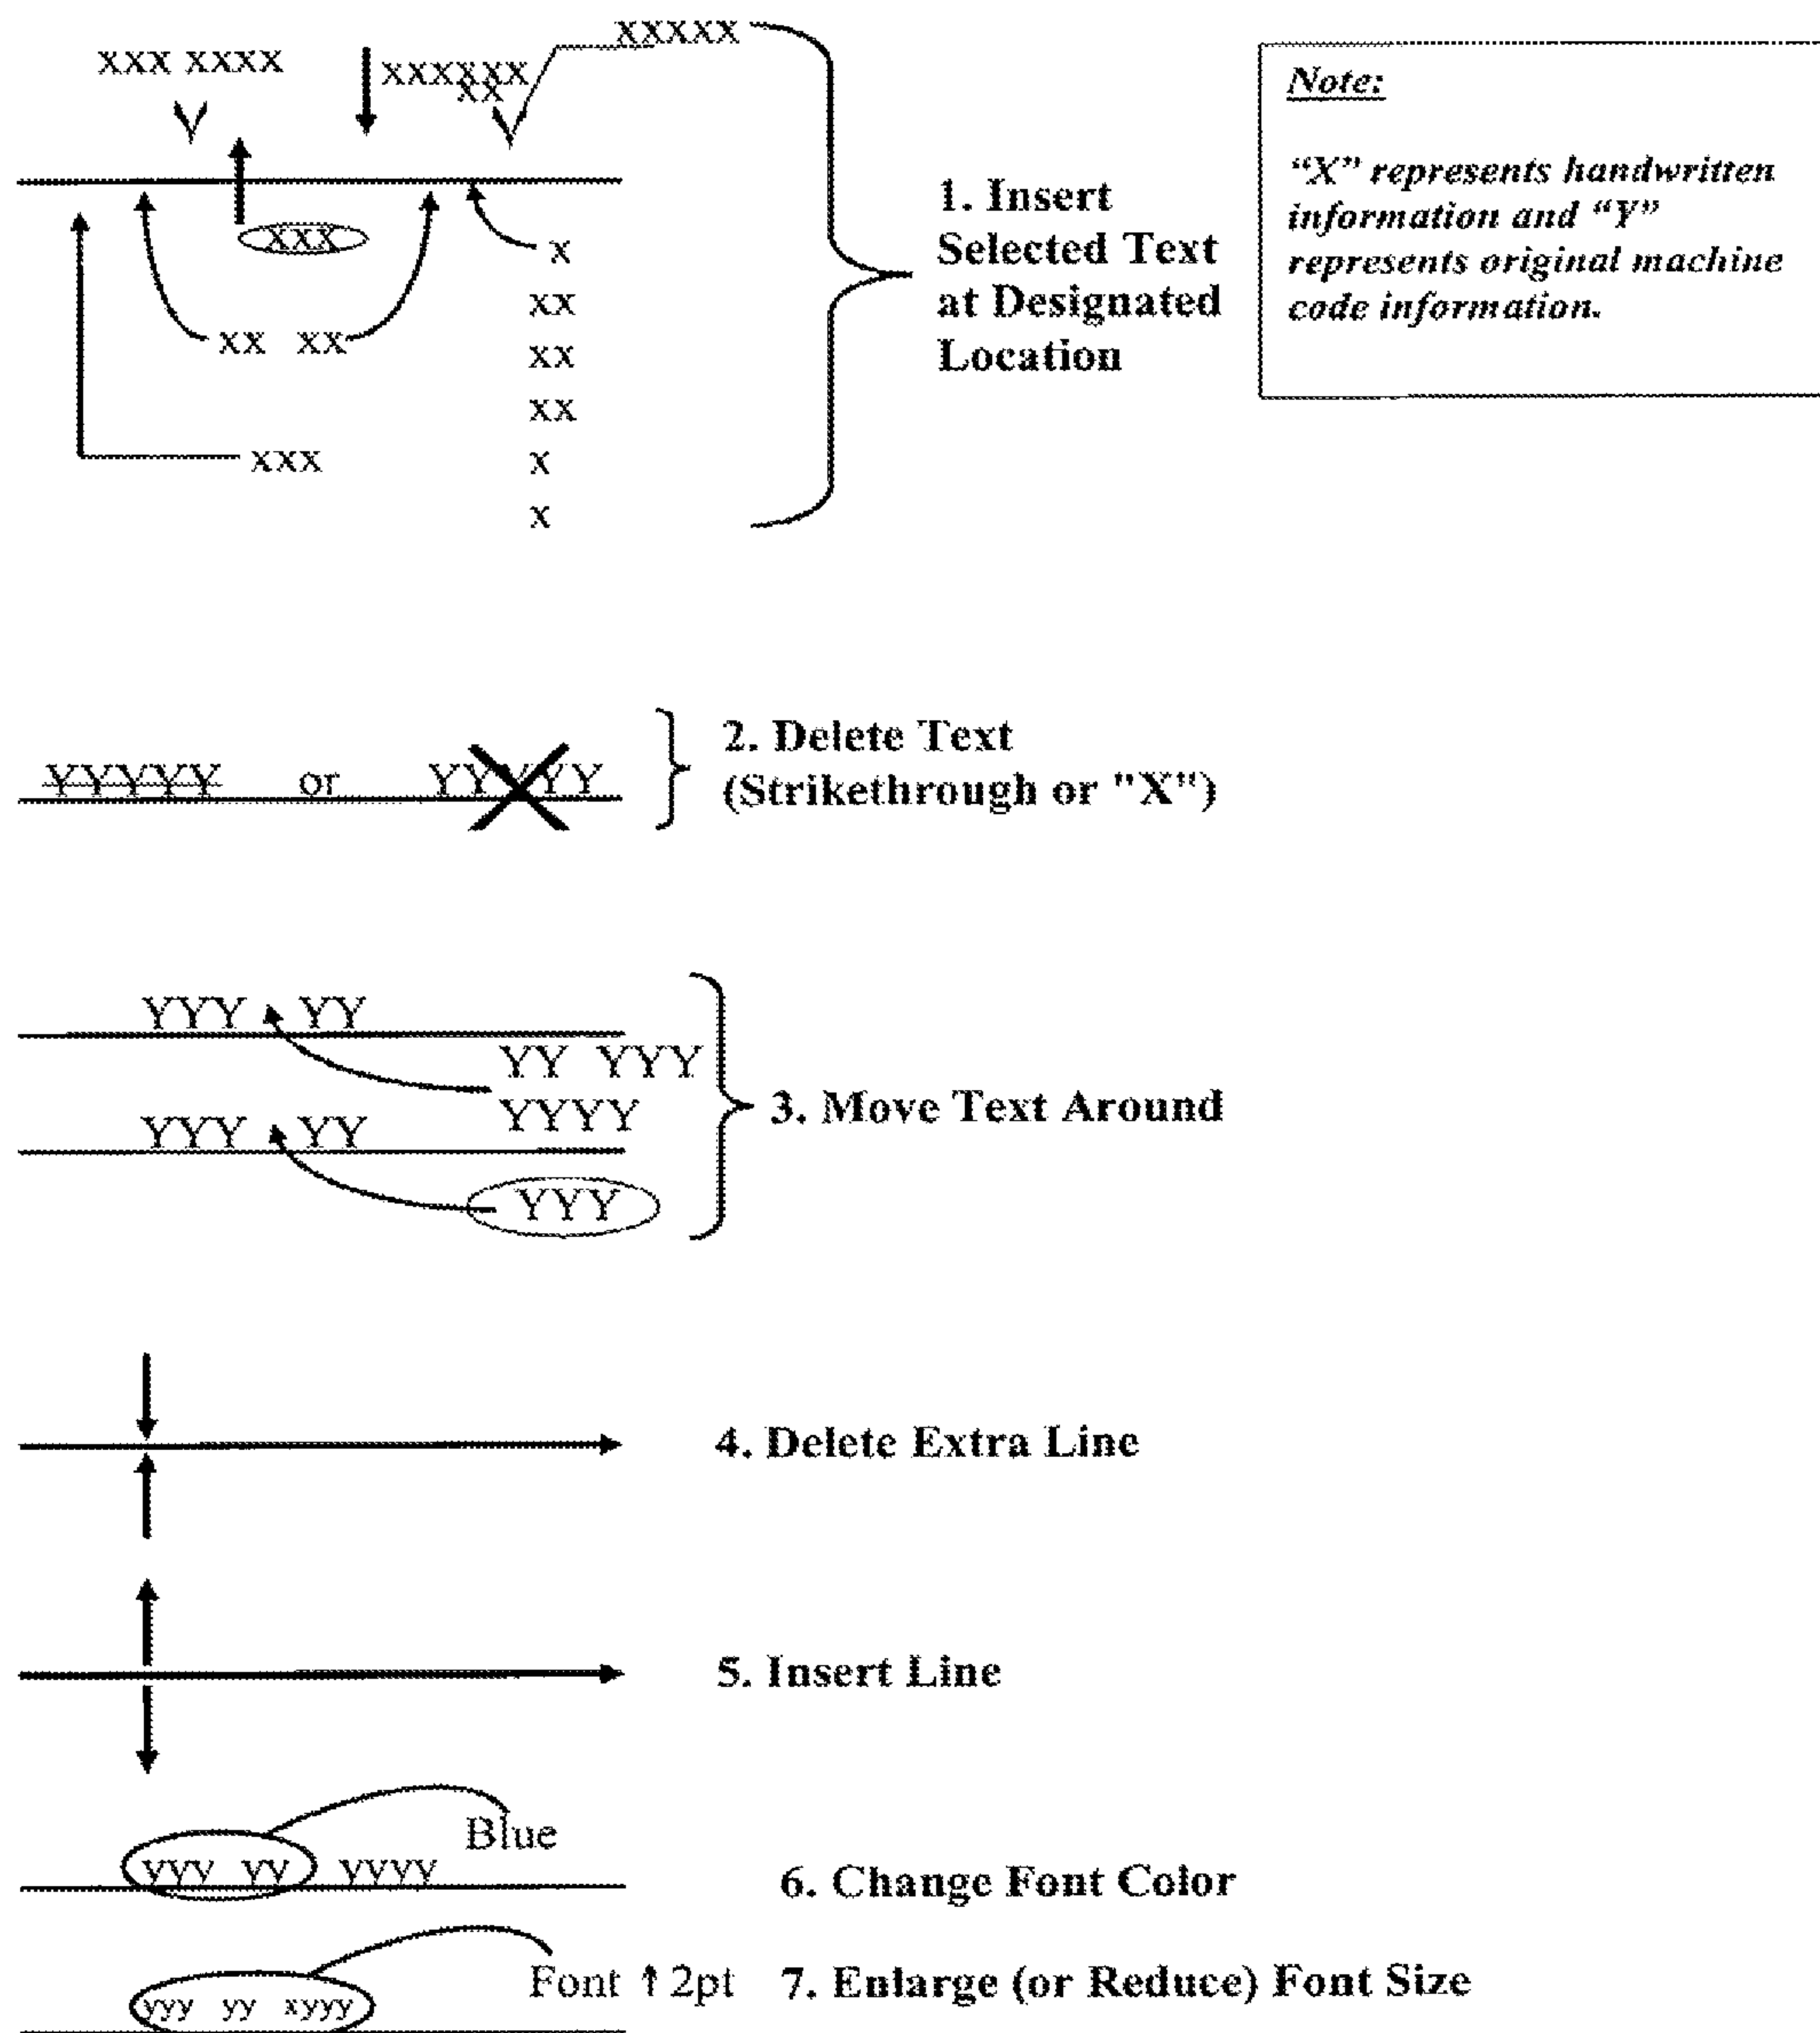 xxxxx
xxx xxxx
xxxxxx
xx
xxx
x
xx
xx xx
xx
xx
xxx
x
x
1. Insert
Selected Text
at Designated
Location
Note:
“X” represents handwritten
information and “Y”
represents original machine
code information.
YYYYY or YYYYY
2. Delete Text
(Strikethrough or "X")
YYY YY
YY YYY
YYYY
YYY YY
YYY
3. Move Text Around
4. Delete Extra Line
5. Insert Line
Blue
yyy yy yyyy
6. Change Font Color
Font ↑ 2pt
yyy yy xyyy
7. Enlarge (or Reduce) Font Size